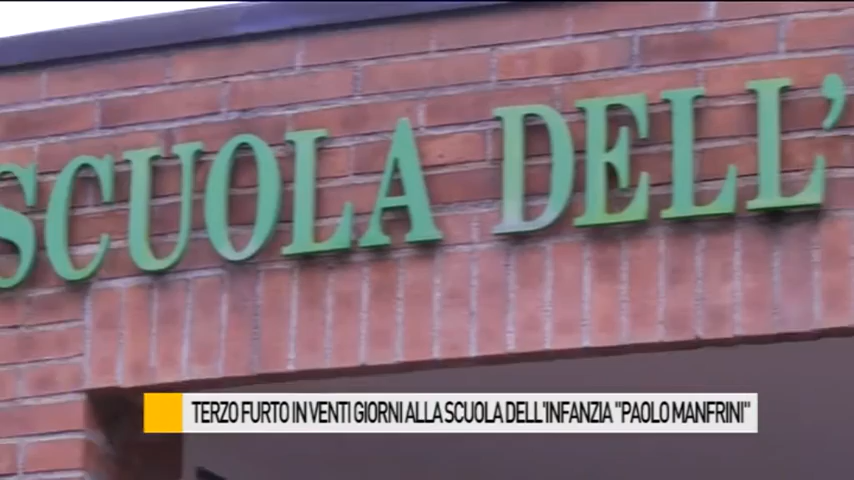 SCUOLA DELL'
TERZO FURTO IN VENTI GIORNI ALLA SCUOLA DELL'INFANZIA "PAOLO MANFRINI"